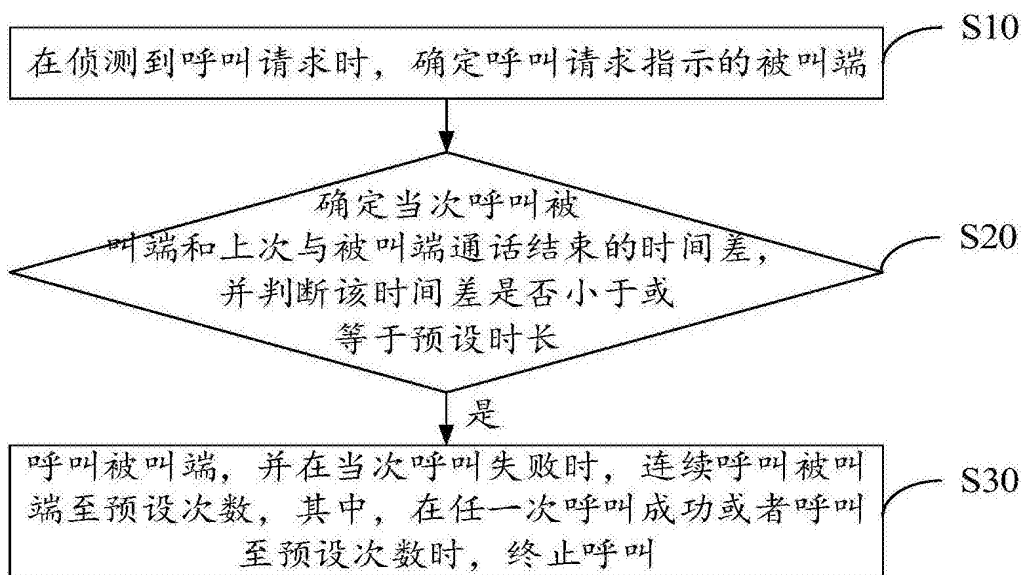 在侦测到呼叫请求时，确定呼叫请求指示的被叫端
S10
确定当次呼叫被
叫端和上次与被叫端通话结束的时间差，
并判断该时间差是否小于或
等于预设时长
S20
是
呼叫被叫端，并在当次呼叫失败时，连续呼叫被叫
端至预设次数，其中，在任一次呼叫成功或者呼叫
至预设次数时，终止呼叫
S30